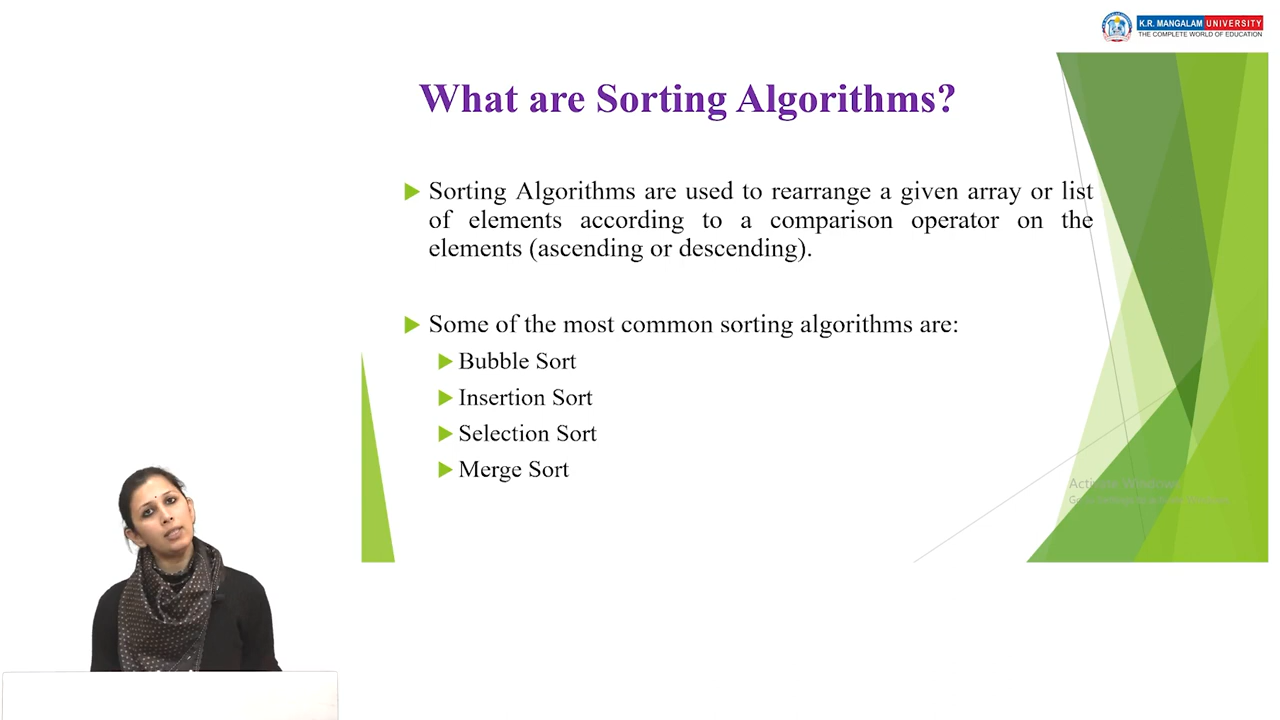 K.R. MANGALAM UNIVERSITY
THE COMPLETE WORLD OF EDUCATION
What are Sorting Algorithms?
Sorting Algorithms are used to rearrange a given array or list
of elements according to a comparison operator on the
elements (ascending or descending).
Some of the most common sorting algorithms are:
Bubble Sort
Insertion Sort
Selection Sort
Merge Sort
Activate Windows